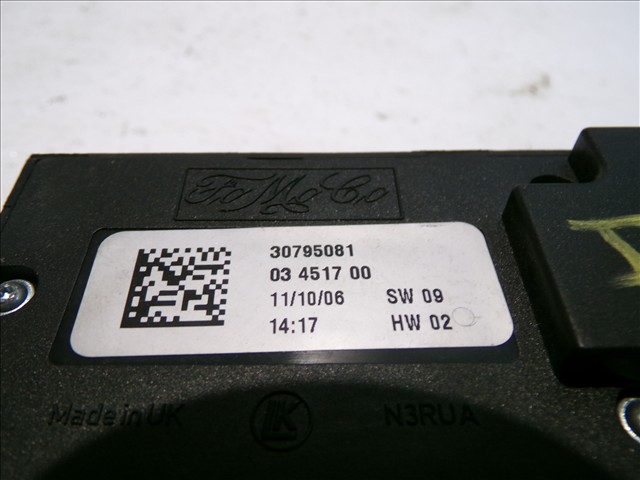 FoMoCo
30795081
03 4517 00
11/10/06 SW 09
14:17 HW 02
Made in UK K N3RUA